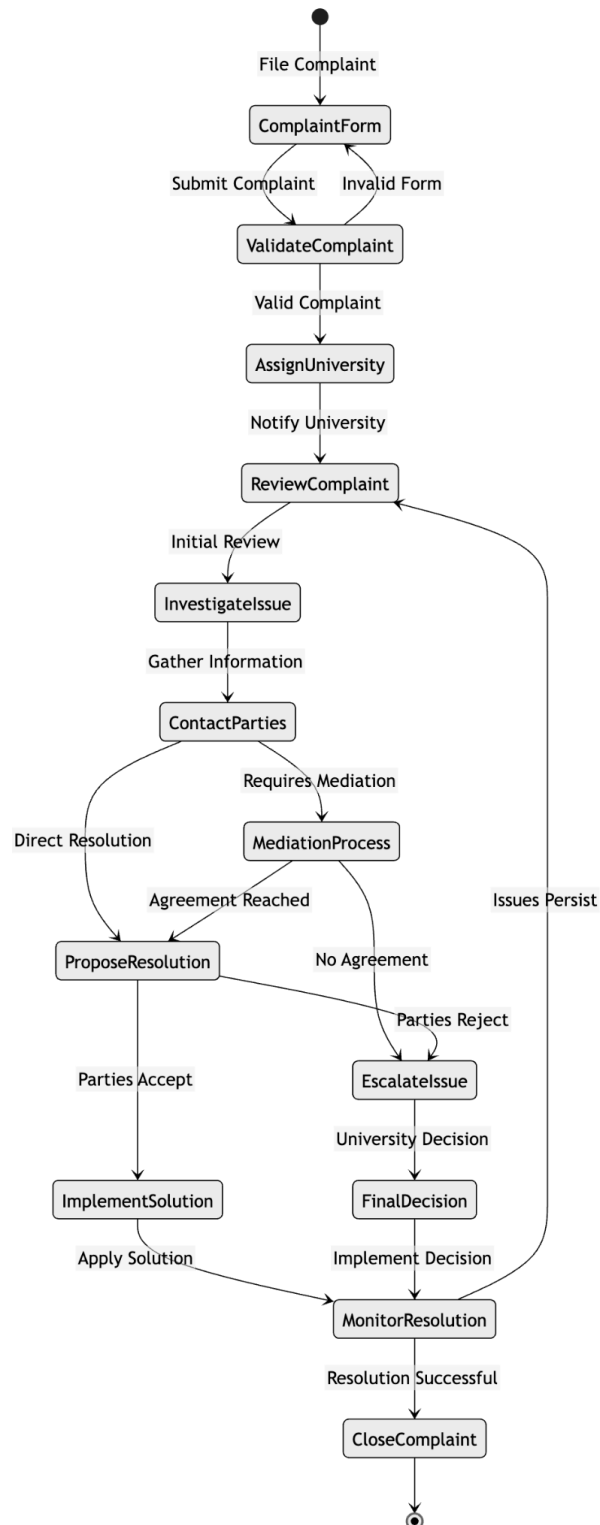 File Complaint
ComplaintForm
Submit Complaint
Invalid Form
ValidateComplaint
Valid Complaint
AssignUniversity
Notify University
ReviewComplaint
Initial Review
InvestigateIssue
Gather Information
ContactParties
Requires Mediation
Direct Resolution
MediationProcess
Agreement Reached
Issues Persist
No Agreement
ProposeResolution
Parties Reject
Parties Accept
EscalateIssue
University Decision
ImplementSolution
FinalDecision
Apply Solution
Implement Decision
MonitorResolution
Resolution Successful
CloseComplaint